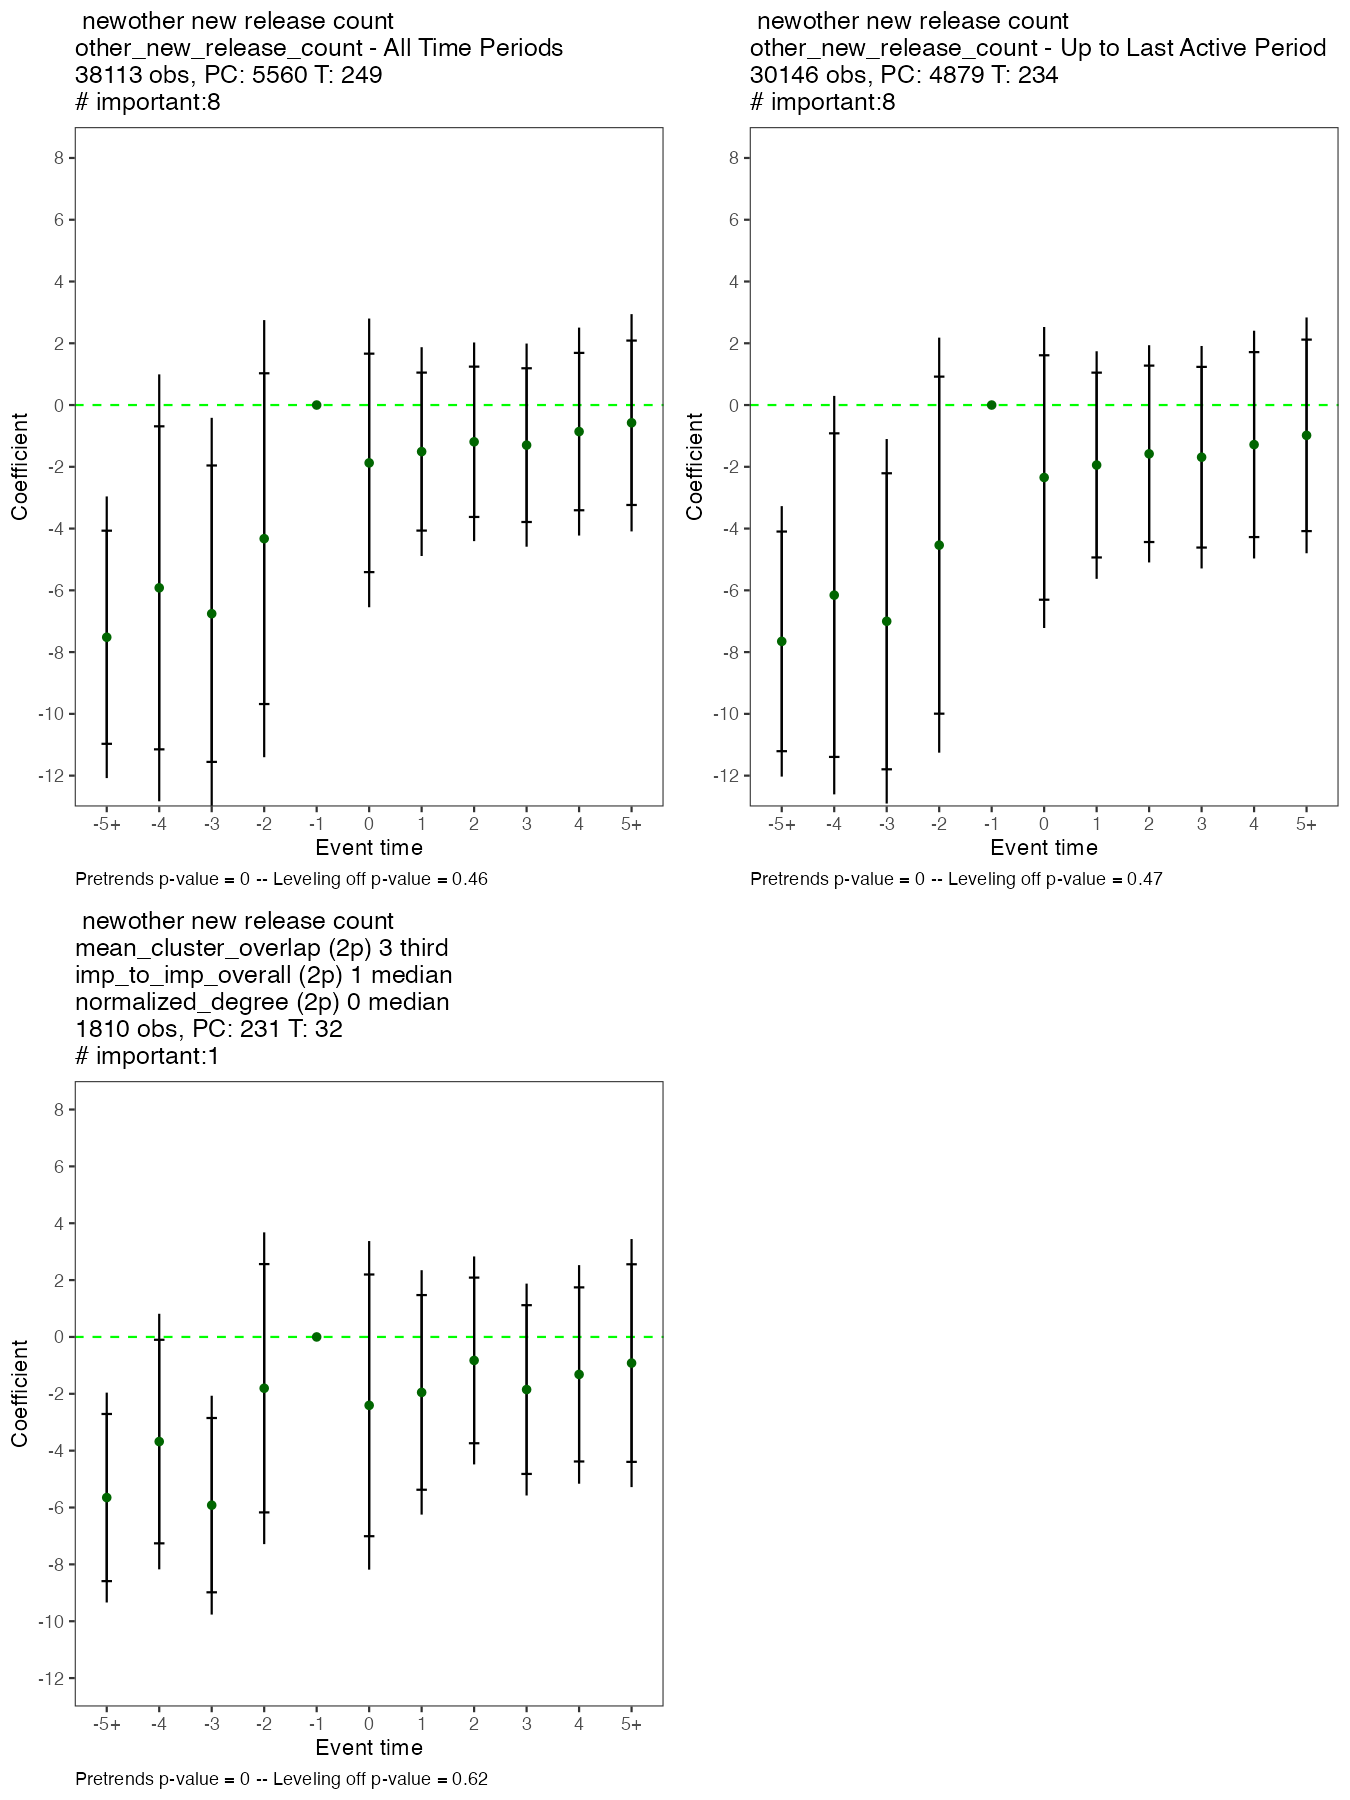 newother new release count
other_new_release_count - All Time Periods
38113 obs, PC: 5560 T: 249
# important:8
8
6
4
2
0
-2
-4
-6
-8
-10
-12
Coefficient
-5+ -4 -3 -2 -1 0 1 2 3 4 5+
Event time
Pretrends p-value = 0 -- Leveling off p-value = 0.46
newother new release count
other_new_release_count - Up to Last Active Period
30146 obs, PC: 4879 T: 234
# important:8
8
6
4
2
0
-2
-4
-6
-8
-10
-12
Coefficient
-5+ -4 -3 -2 -1 0 1 2 3 4 5+
Event time
Pretrends p-value = 0 -- Leveling off p-value = 0.47
newother new release count
mean_cluster_overlap (2p) 3 third
imp_to_imp_overall (2p) 1 median
normalized_degree (2p) 0 median
1810 obs, PC: 231 T: 32
# important:1
8
6
4
2
0
-2
-4
-6
-8
-10
-12
Coefficient
-5+ -4 -3 -2 -1 0 1 2 3 4 5+
Event time
Pretrends p-value = 0 -- Leveling off p-value = 0.62